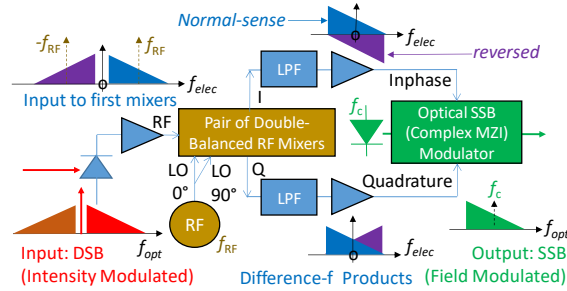 Normal-sense
f_elec
reversed
-f_RF
f_RF
f_elec
Input to first mixers
LPF
Inphase
I
RF
Pair of Double-
Balanced RF Mixers
f_c
Optical SSB
(Complex MZI)
Modulator
LO
0°
LO
90°
Q
LPF
Quadrature
RF
f_RF
f_opt
f_elec
f_c
f_opt
Input: DSB
(Intensity Modulated)
Difference-f Products
Output: SSB
(Field Modulated)